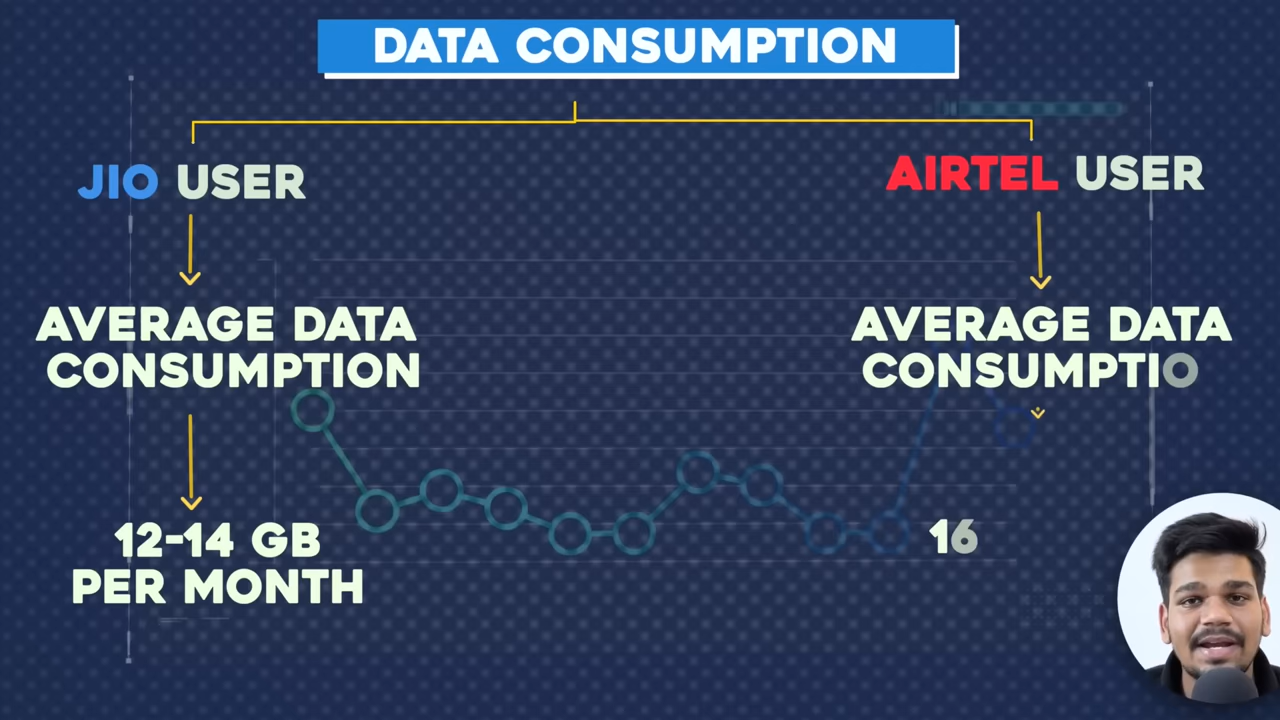 DATA CONSUMPTION
JIO USER
AIRTEL USER
AVERAGE DATA
CONSUMPTION
AVERAGE DATA
CONSUMPTIO
12-14 GB
PER MONTH
16